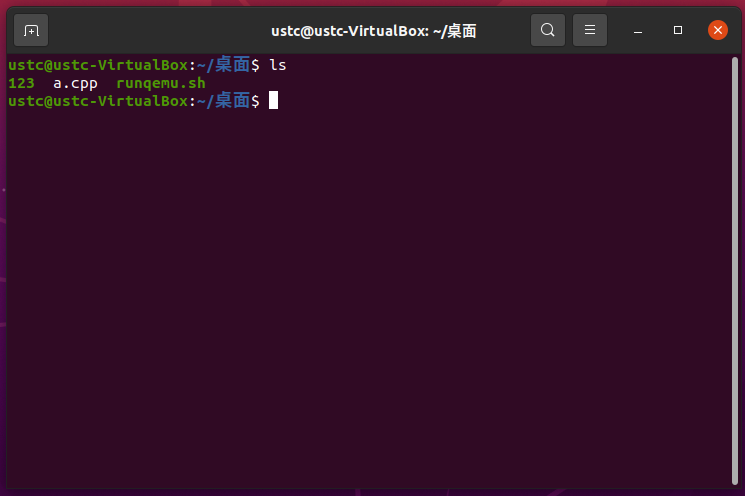 ustc@ustc-VirtualBox: ~/桌面
ustc@ustc-VirtualBox:~/桌面$ ls
123  a.cpp  runqemu.sh
ustc@ustc-VirtualBox:~/桌面$